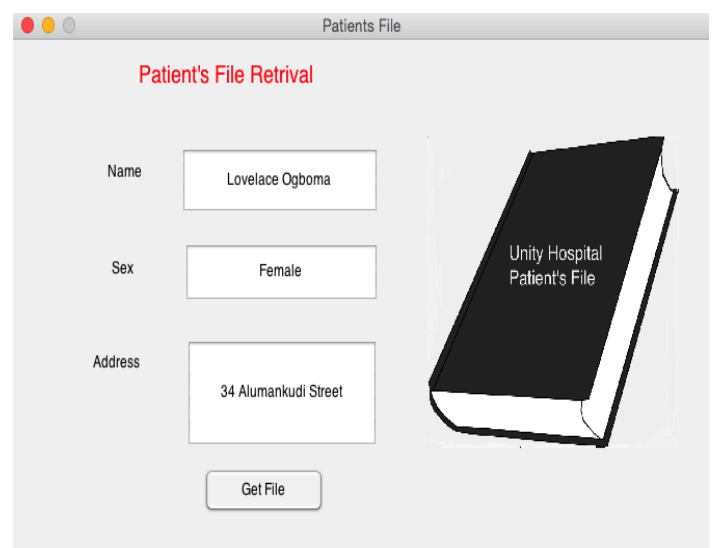 Patients File
Patient's File Retrival
Name
Lovelace Ogboma
Sex
Female
Address
34 Alumankudi Street
Get File
Unity Hospital
Patient's File